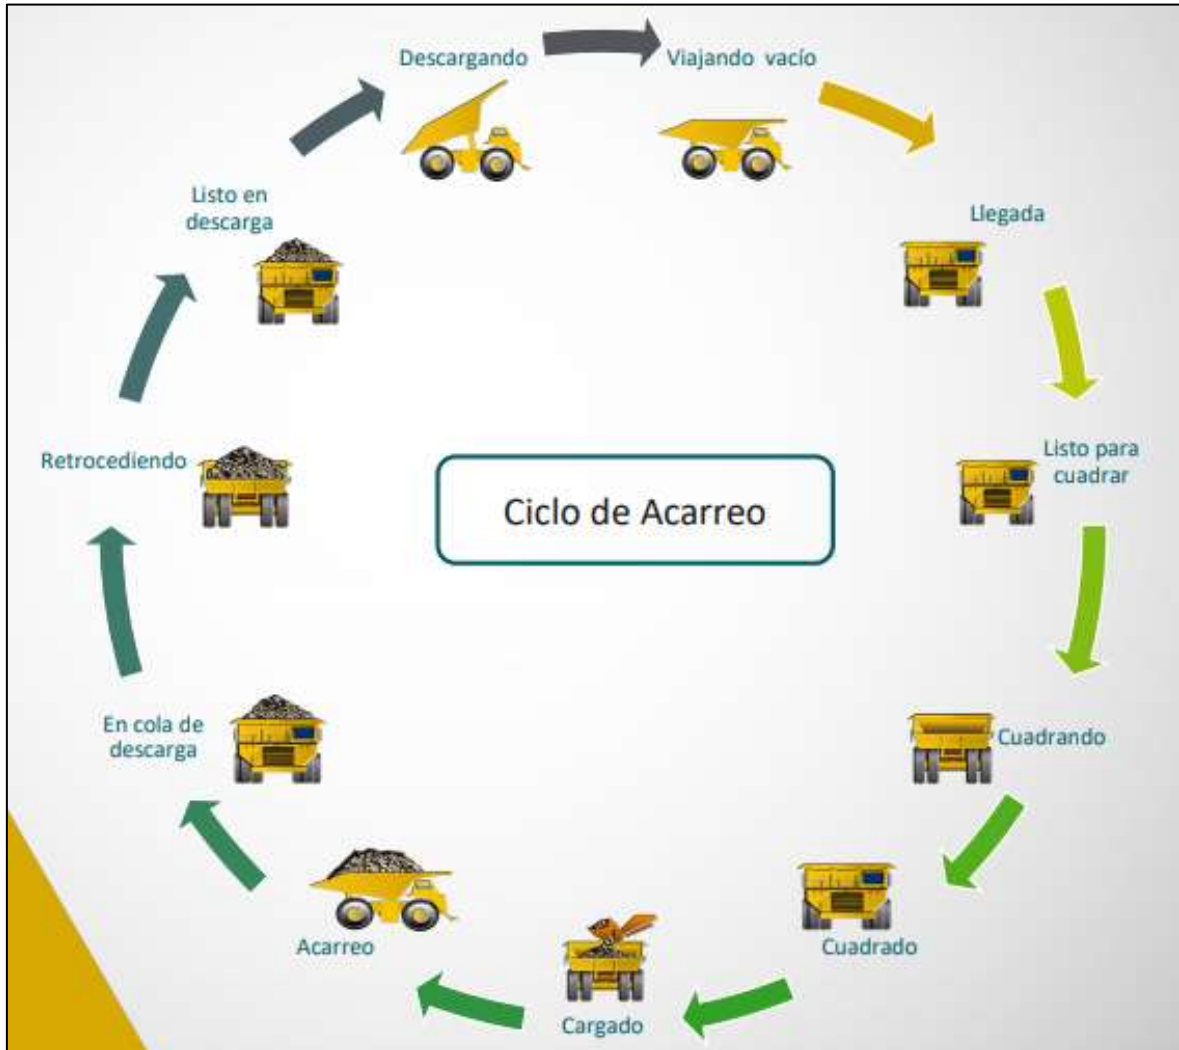 Descargando
Viajando vacío
Llegada
Listo para
cuadrar
Cuadrando
Cuadrado
Cargado
Acarreo
En cola de
descarga
Retrocediendo
Listo en
descarga
Ciclo de Acarreo